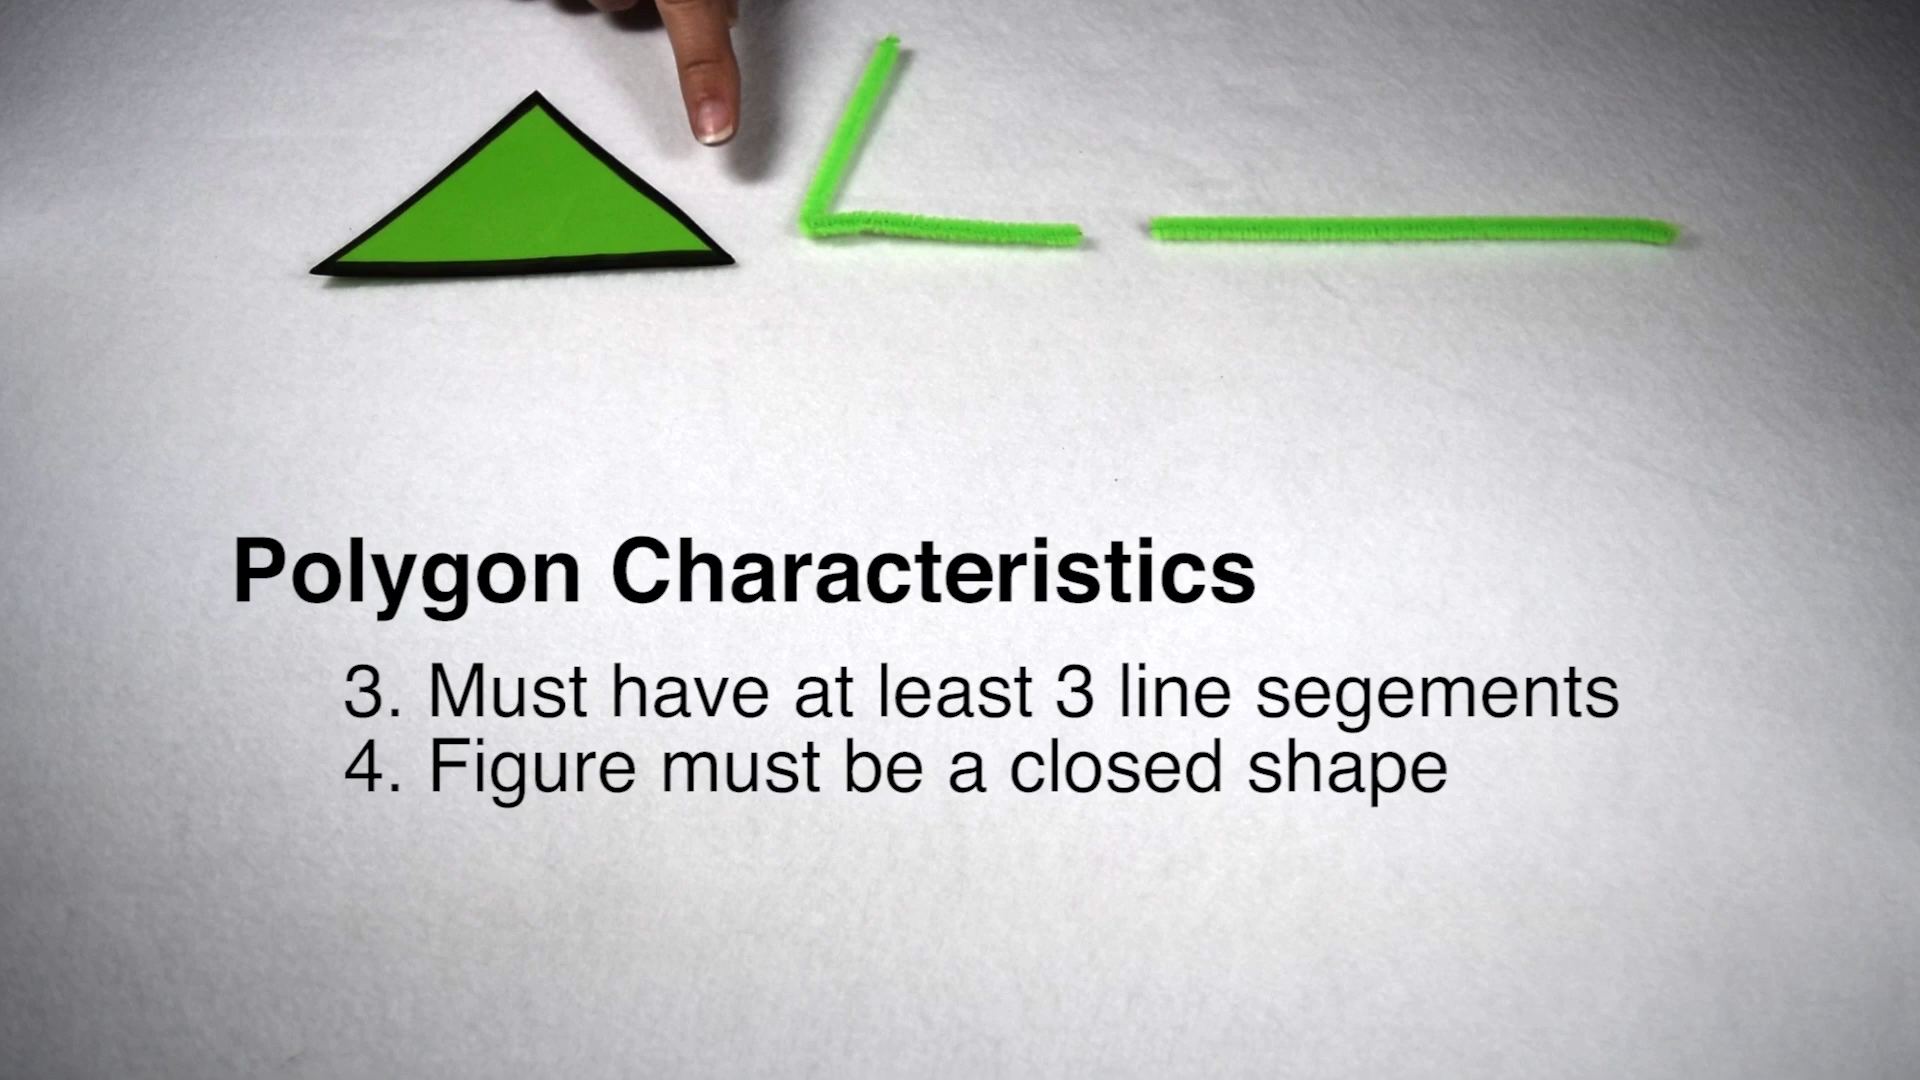 Polygon Characteristics
3. Must have at least 3 line segements
4. Figure must be a closed shape